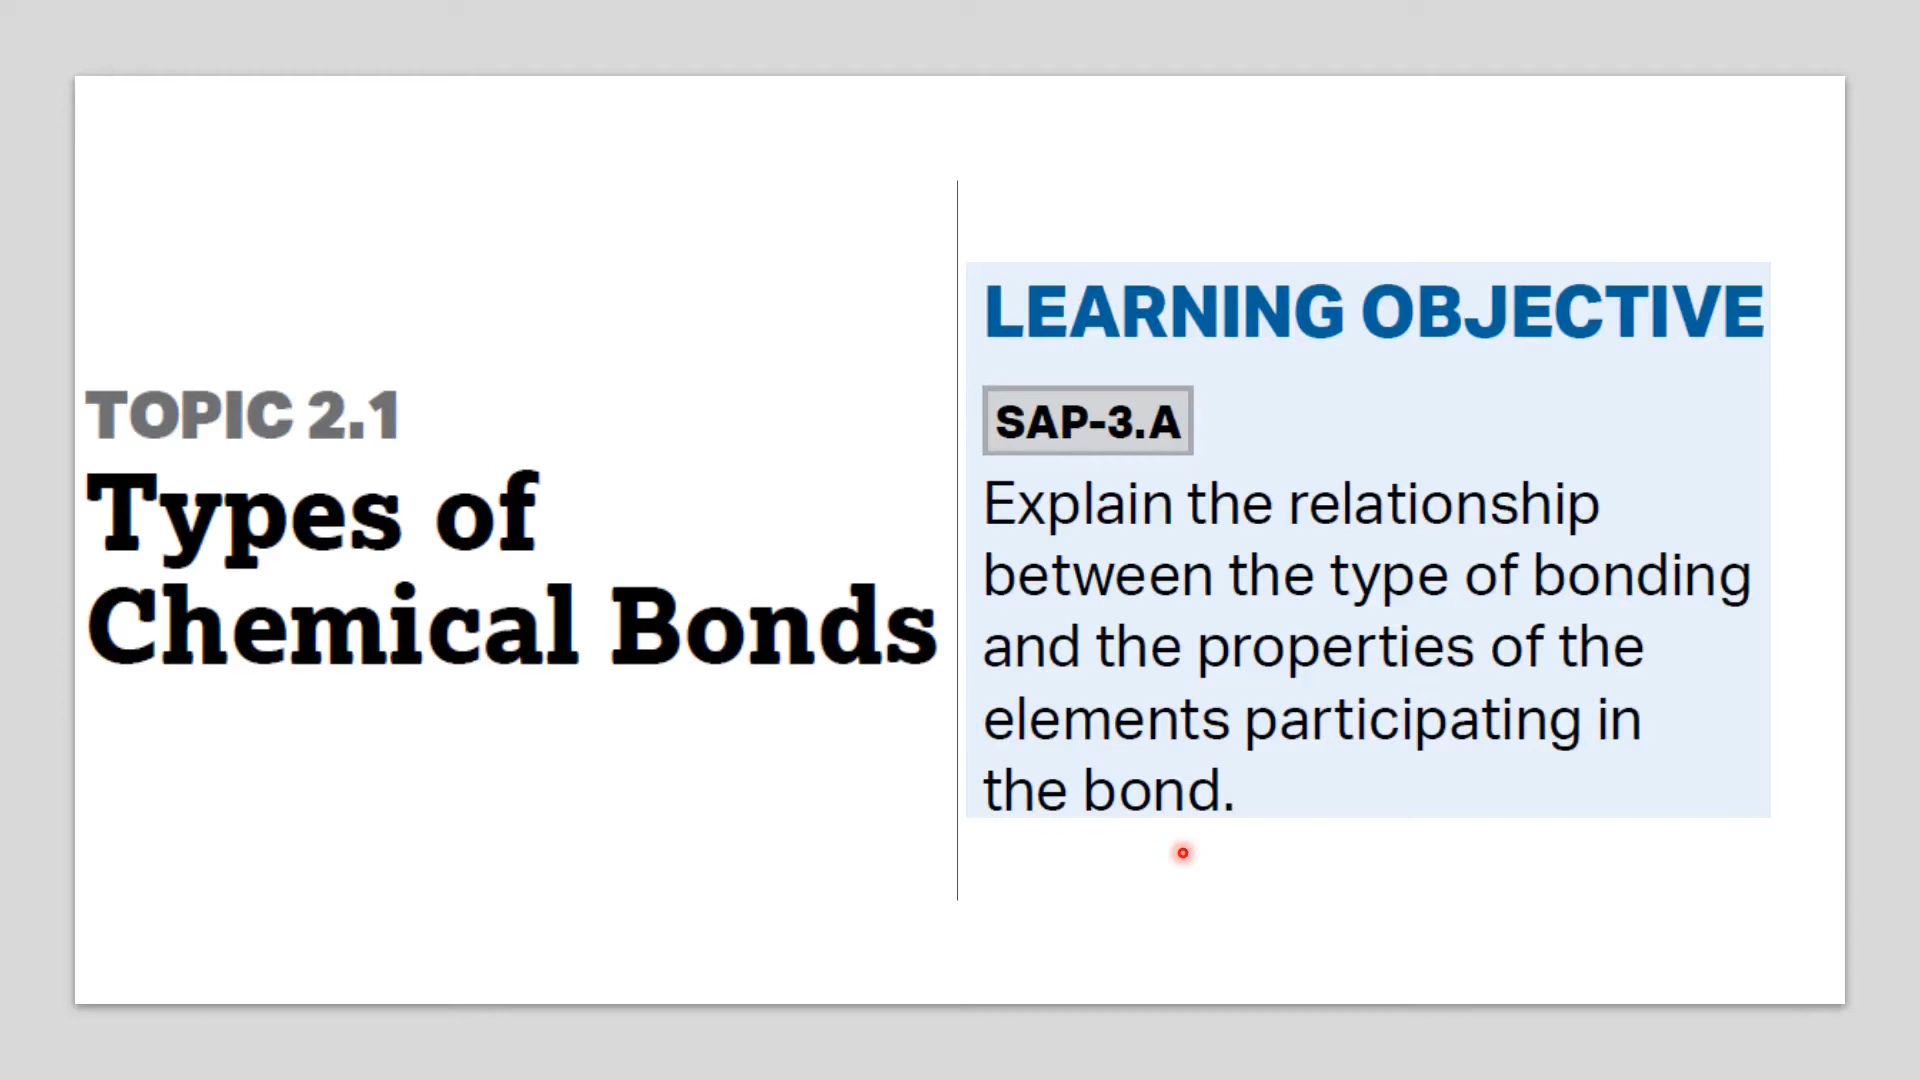 TOPIC 2.1
Types of
Chemical Bonds
LEARNING OBJECTIVE
SAP-3.A
Explain the relationship
between the type of bonding
and the properties of the
elements participating in
the bond.